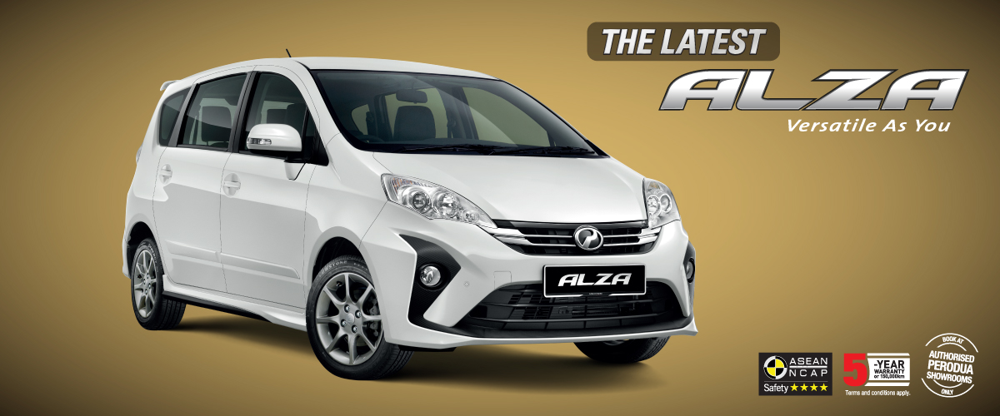 THE LATEST
ALZA
Versatile As You
ALZA
ASEAN
NCAP
Safety
5-YEAR
WARRANTY
or 150,000km
Terms and conditions apply.
BOOK AT
AUTHORISED
PERODUA
SHOWROOMS
ONLY